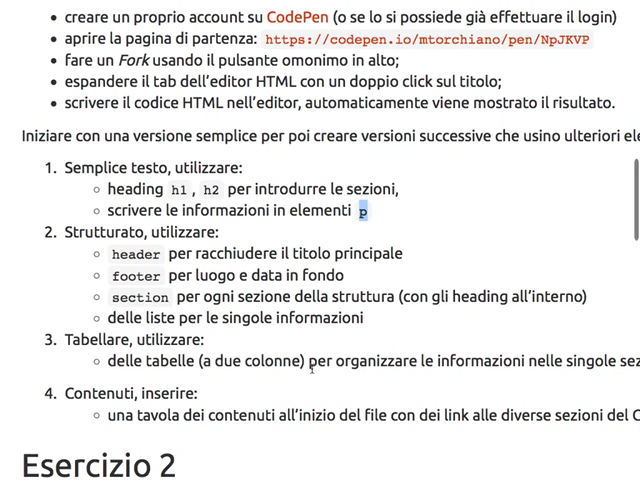 creare un proprio account su CodePen (o se lo si possiede già effettuare il login)
aprire la pagina di partenza: https://codepen.io/mtorchiano/pen/NpJKVP
fare un Fork usando il pulsante omonimo in alto;
espandere il tab dell'editor HTML con un doppio click sul titolo;
scrivere il codice HTML nell'editor, automaticamente viene mostrato il risultato.
Iniziare con una versione semplice per poi creare versioni successive che usino ulteriori ele
1. Semplice testo, utilizzare:
heading h1, h2 per introdurre le sezioni,
scrivere le informazioni in elementi p
2. Strutturato, utilizzare:
header per racchiudere il titolo principale
footer per luogo e data in fondo
section per ogni sezione della struttura (con gli heading all'interno)
delle liste per le singole informazioni
3. Tabellare, utilizzare:
delle tabelle (a due colonne) per organizzare le informazioni nelle singole sez
4. Contenuti, inserire:
una tavola dei contenuti all'inizio del file con dei link alle diverse sezioni del C
Esercizio 2